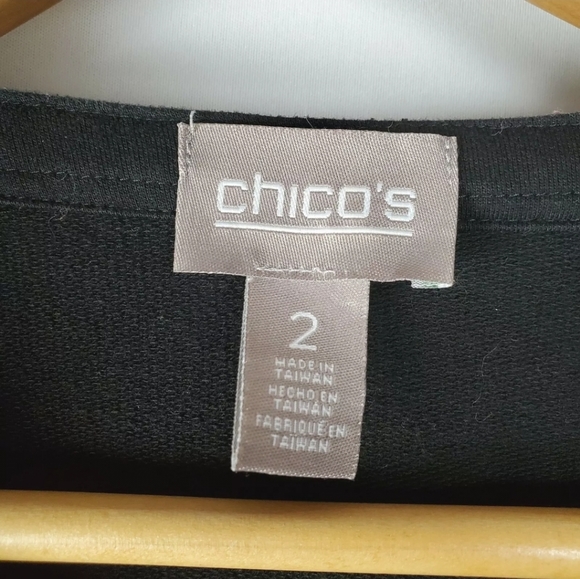 chico's
2
MADE IN
TAIWAN
HECHO EN
TAIWAN
FABRIQUE EN
TAIWAN